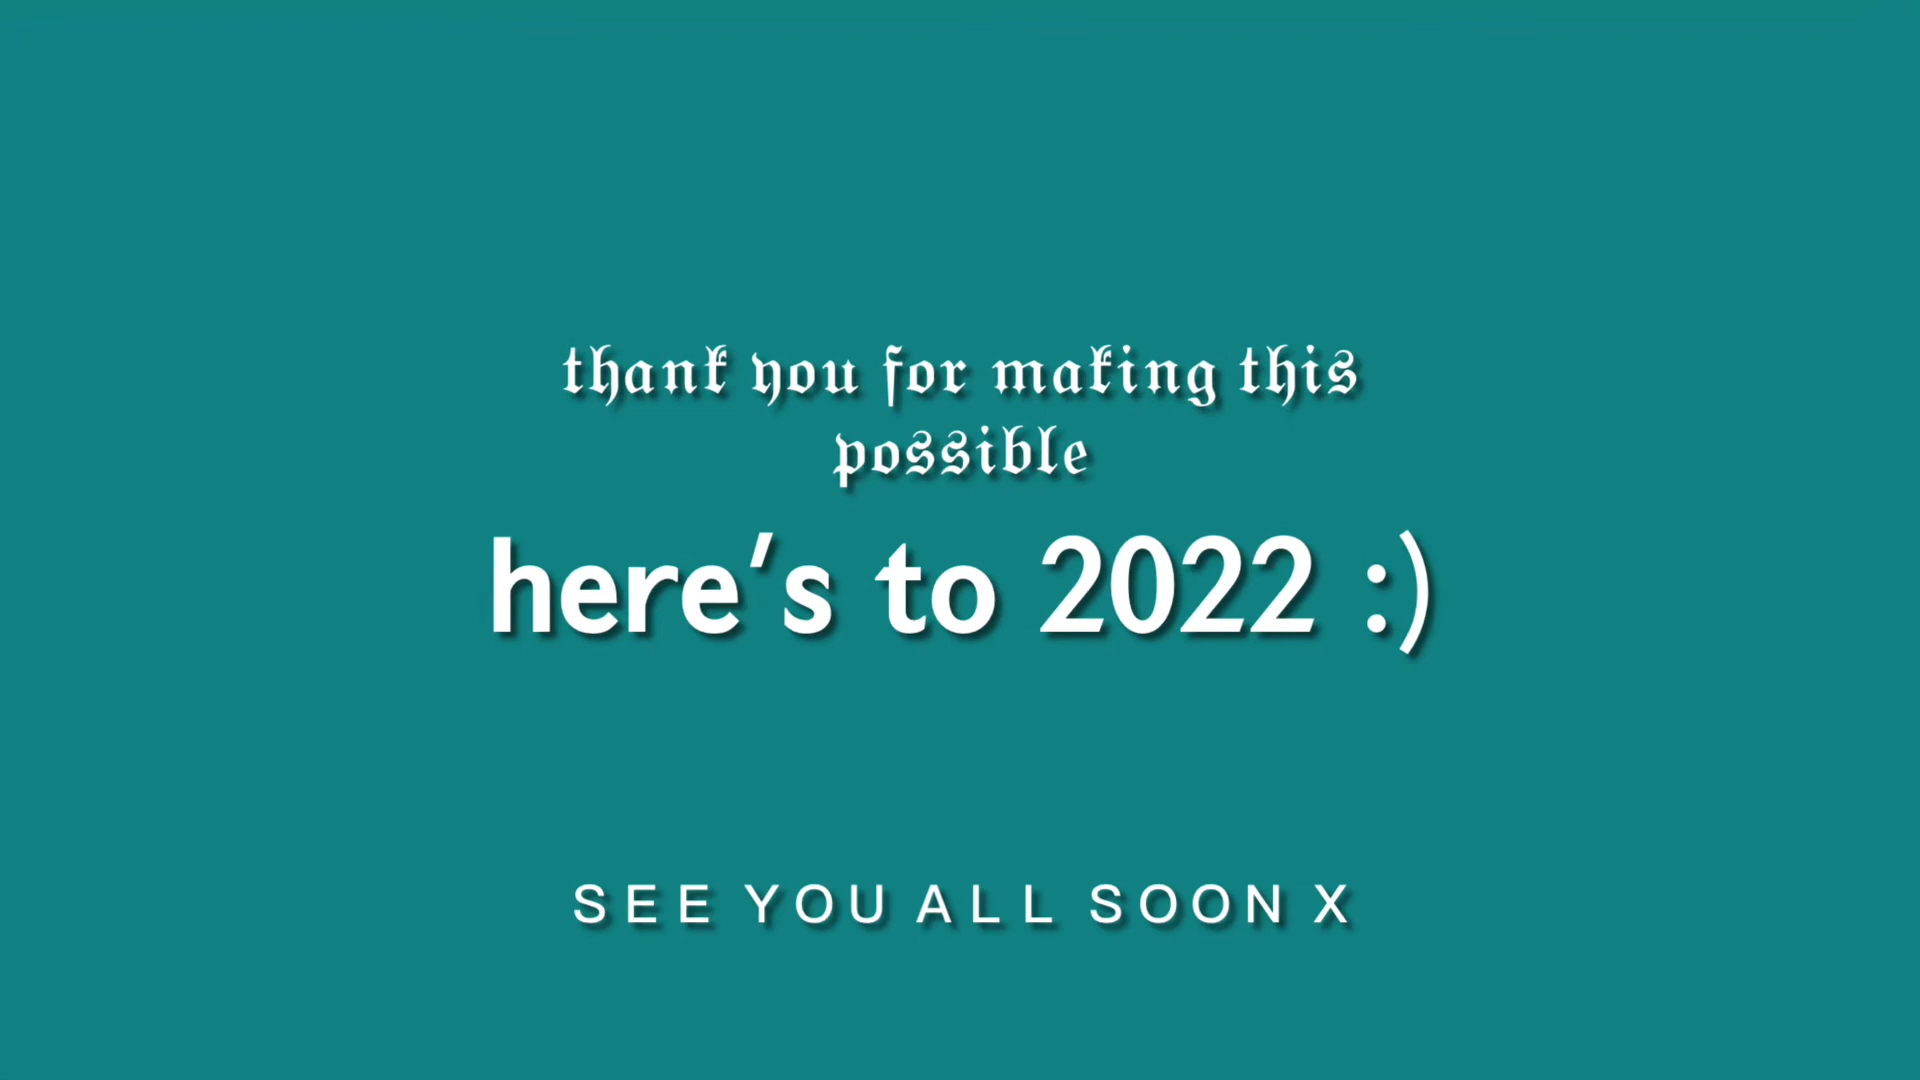 thank you for making this
possible
here's to 2022 :)
SEE YOU ALL SOON X